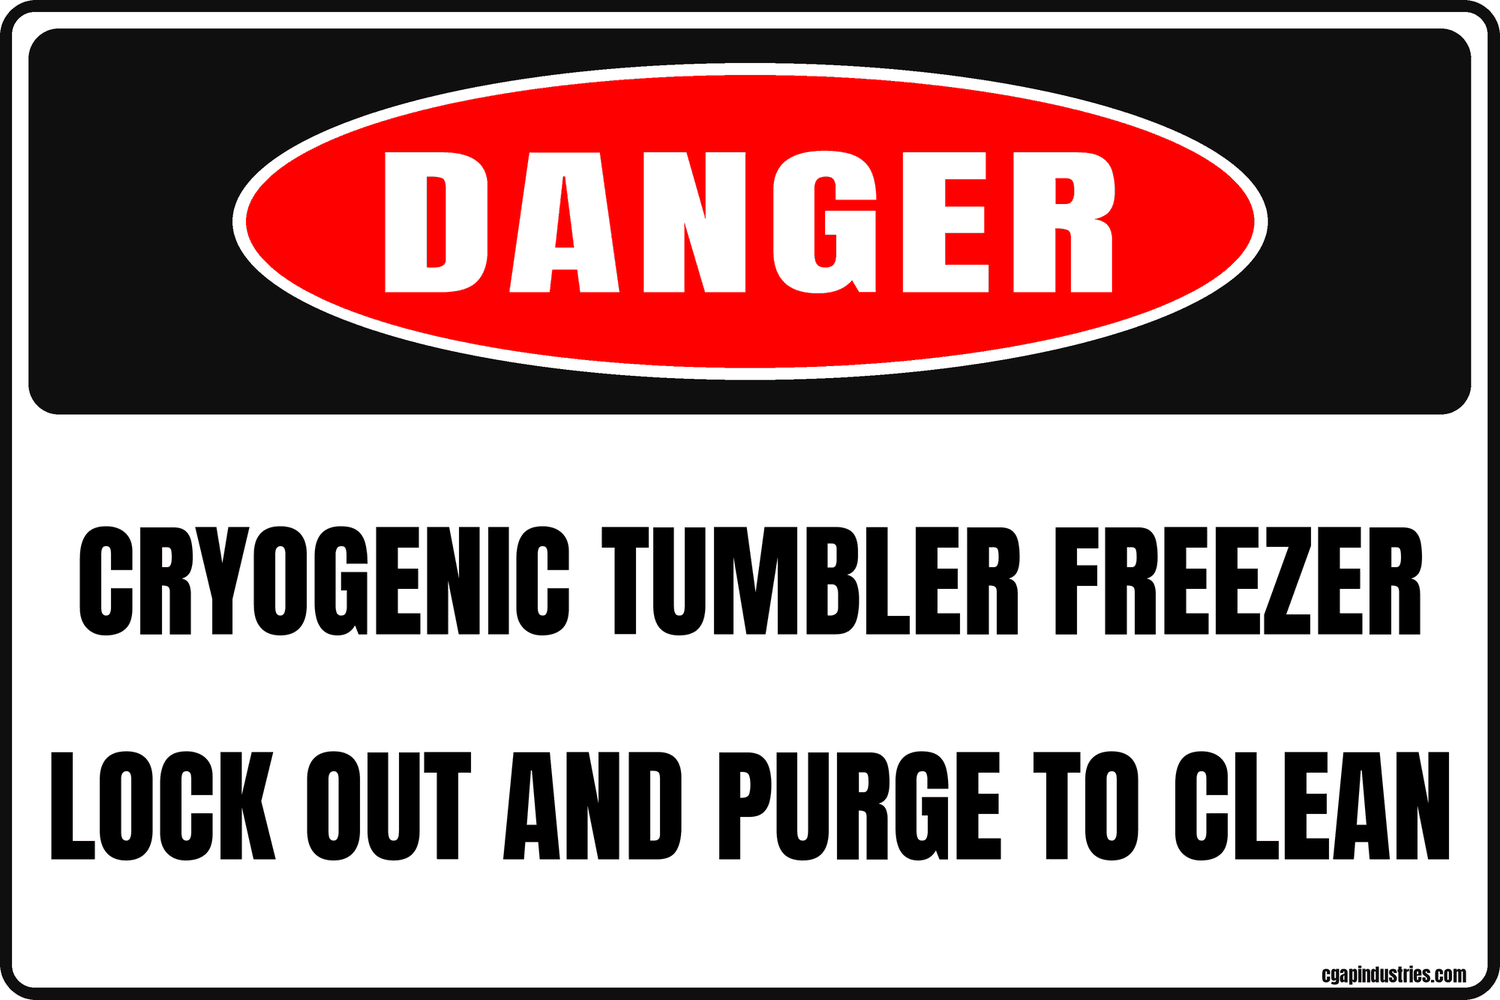 DANGER
CRYOGENIC TUMBLER FREEZER
LOCK OUT AND PURGE TO CLEAN
cgapindustries.com